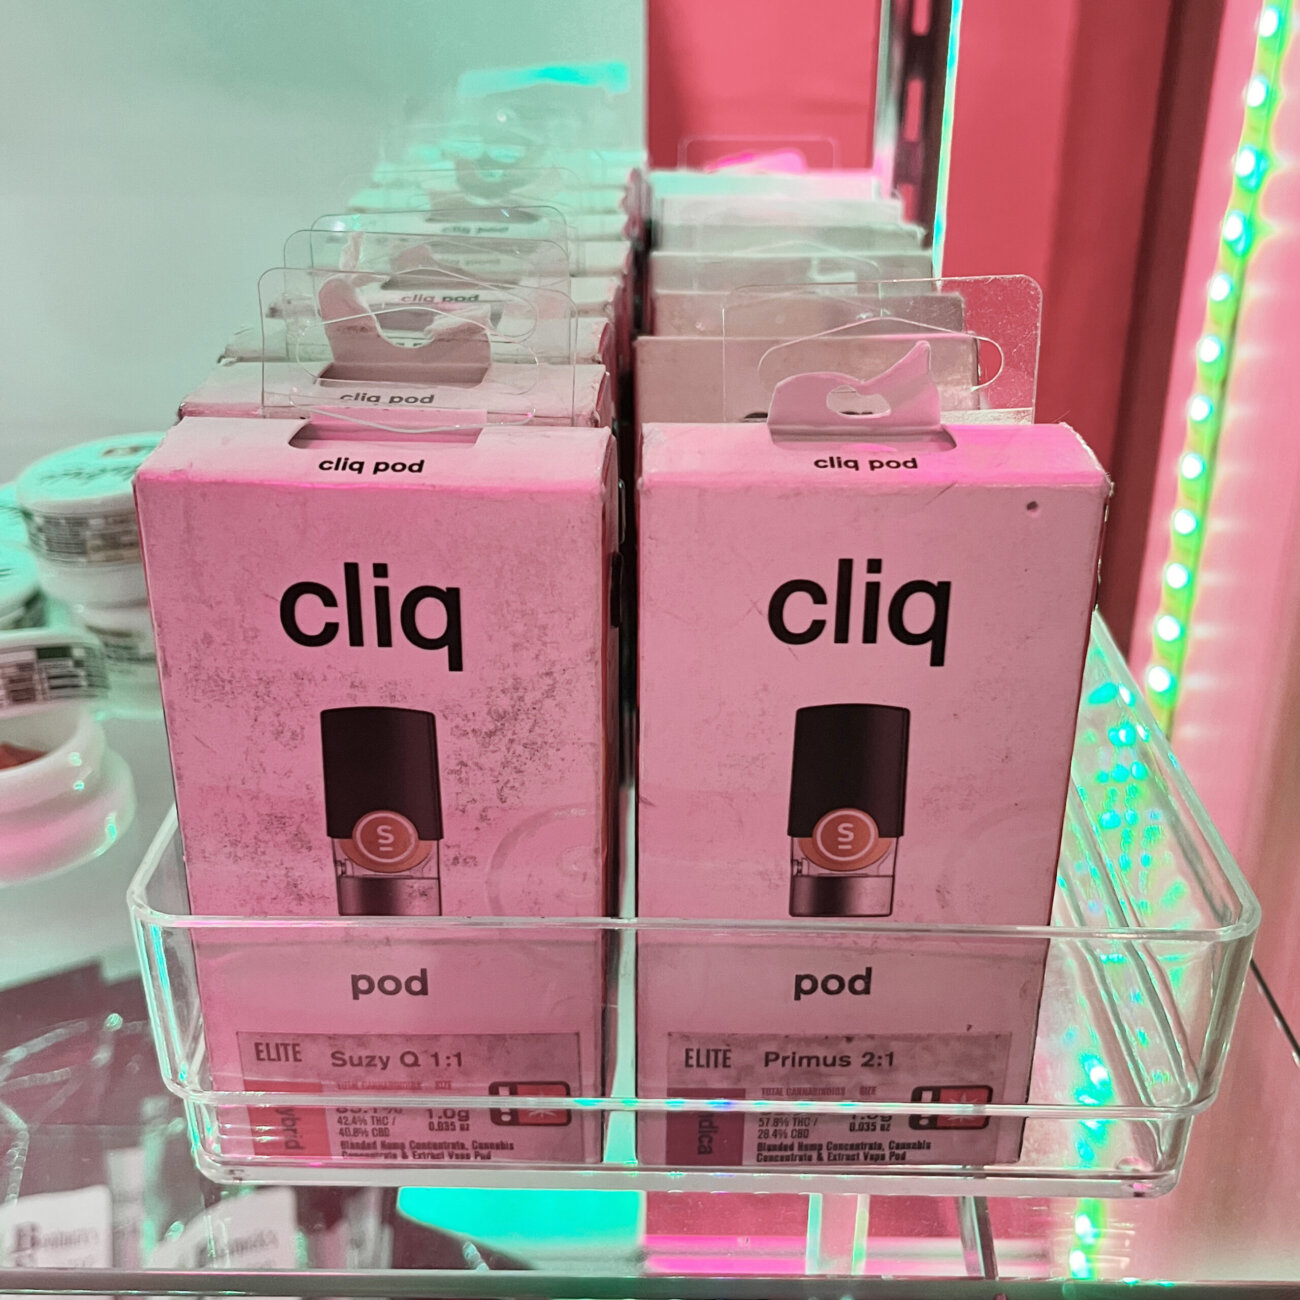 cliq pod
cliq pod
cliq pod
cliq pod
cliq pod
cliq
S
pod
ELITE Suzy Q 1:1
TOTAL CANNABINOIDS SIZE
1.0g
42.4% THC / 0.035 oz
40.8% CBD
Blended Hemp Concentrate, Cannabis
Concentrate & Extract Vape Pod
cliq
S
pod
ELITE Primus 2:1
TOTAL CANNABINOIDS SIZE
57.8% THC / 0.035 oz
28.4% CBD
Blended Hemp Concentrate, Cannabis
Concentrate & Extract Vape Pod